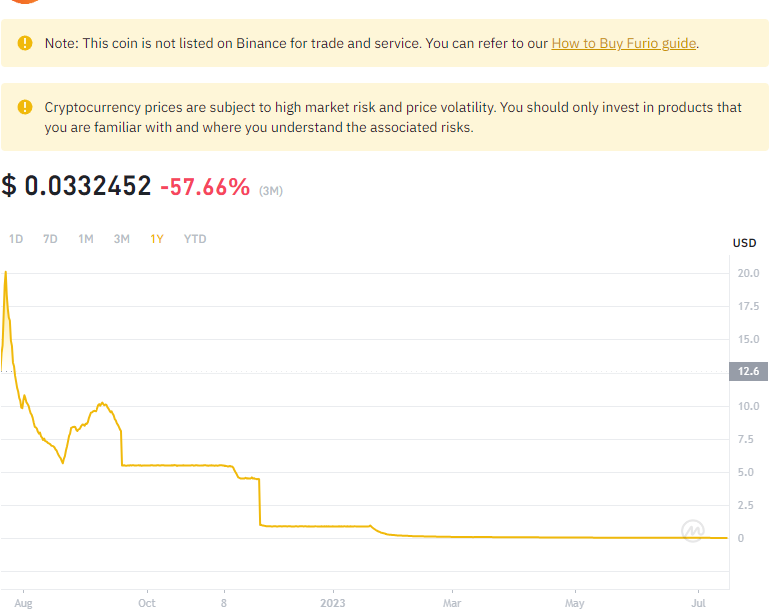 Note: This coin is not listed on Binance for trade and service. You can refer to our How to Buy Furio guide.
Cryptocurrency prices are subject to high market risk and price volatility. You should only invest in products that
you are familiar with and where you understand the associated risks.
$ 0.0332452 -57.66% (3M)
1D 7D 1M 3M 1Y YTD
USD
20.0
17.5
15.0
12.6
10.0
7.5
5.0
2.5
0
Aug Oct 8 2023 Mar May Jul